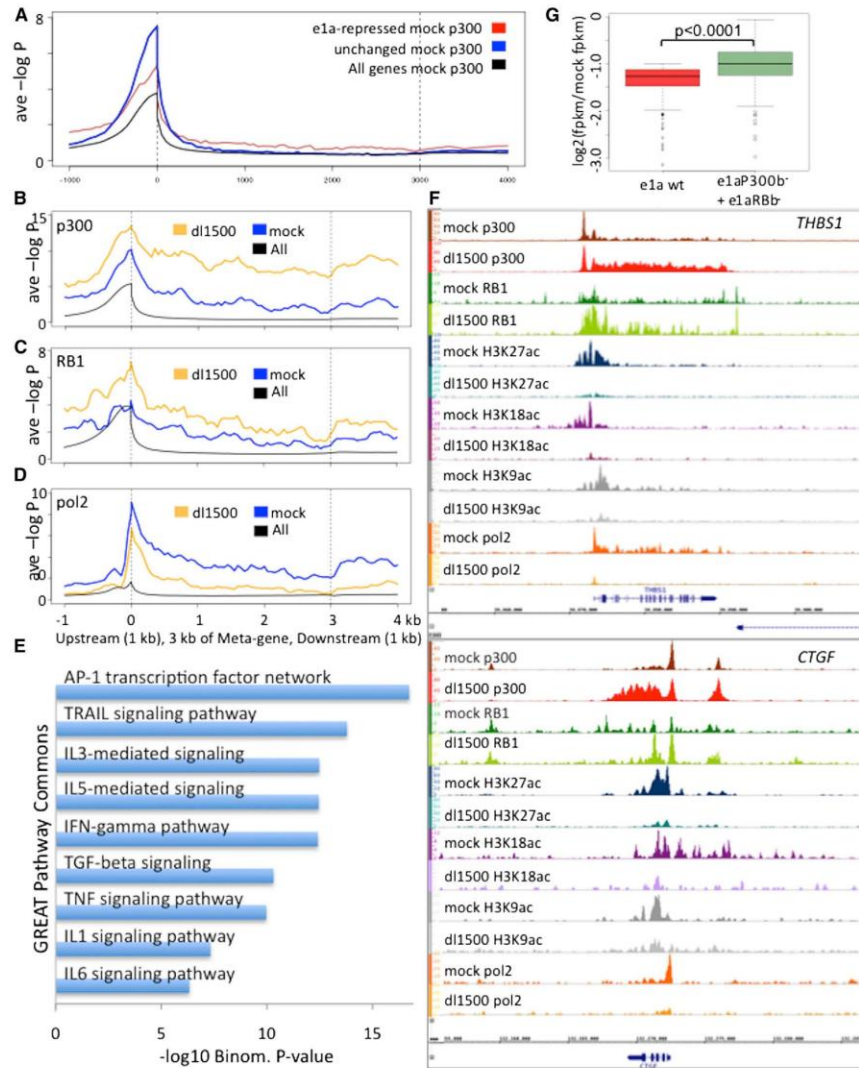 A
ave –log P
8
0
e1a-repressed mock p300
unchanged mock p300
All genes mock p300
-1000 0 1000 2000 3000 4000
G
log2(fpkm/mock fpkm)
0
-1.0
-2.0
-3.0
p<0.0001
e1a wt
e1aP300b-
+ e1aRBb-
B
ave –log P
15
0
p300
dl1500
mock
All
C
ave –log P
8
0
RB1
dl1500
mock
All
D
ave –log P
10
0
pol2
dl1500
mock
All
-1 0 1 2 3 4 kb
Upstream (1 kb), 3 kb of Meta-gene, Downstream (1 kb)
E
GREAT Pathway Commons
AP-1 transcription factor network
TRAIL signaling pathway
IL3-mediated signaling
IL5-mediated signaling
IFN-gamma pathway
TGF-beta signaling
TNF signaling pathway
IL1 signaling pathway
IL6 signaling pathway
0 5 10 15
-log10 Binom. P-value
F
THBS1
mock p300
dl1500 p300
mock RB1
dl1500 RB1
mock H3K27ac
dl1500 H3K27ac
mock H3K18ac
dl1500 H3K18ac
mock H3K9ac
dl1500 H3K9ac
mock pol2
dl1500 pol2
THBS1
CTGF
mock p300
dl1500 p300
mock RB1
dl1500 RB1
mock H3K27ac
dl1500 H3K27ac
mock H3K18ac
dl1500 H3K18ac
mock H3K9ac
dl1500 H3K9ac
mock pol2
dl1500 pol2
CTGF